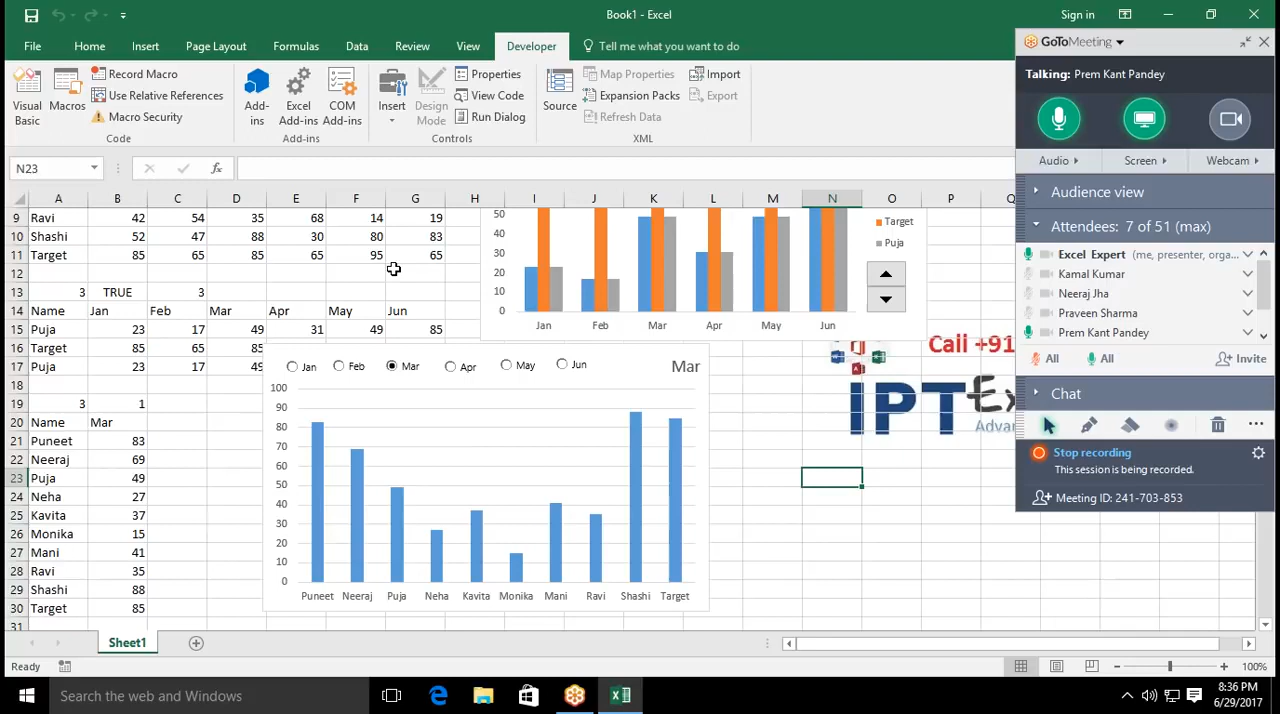 Book1 - Excel
Sign in
File Home Insert Page Layout Formulas Data Review View Developer Tell me what you want to do
Visual Basic
Macros
Record Macro
Use Relative References
Macro Security
Code
Add-ins
Excel Add-ins
COM Add-ins
Add-ins
Insert
Design Mode
Properties
View Code
Run Dialog
Controls
Source
Map Properties
Expansion Packs
Refresh Data
Import
Export
XML
GoToMeeting
Talking: Prem Kant Pandey
Audio Screen Webcam
Audience view
Attendees: 7 of 51 (max)
Excel Expert (me, presenter, orga...
Kamal Kumar
Neeraj Jha
Praveen Sharma
Prem Kant Pandey
All All Invite
Chat
Stop recording
This session is being recorded.
Meeting ID: 241-703-853
N23 fx
A B C D E F G H I J K L M N O P Q
9 Ravi 42 54 35 68 14 19
10 Shashi 52 47 88 30 80 83
11 Target 85 65 85 65 95 65
12
13 3 TRUE 3
14 Name Jan Feb Mar Apr May Jun
15 Puja 23 17 49 31 49 85
16 Target 85 65 85
17 Puja 23 17 49
18
19 3 1
20 Name Mar
21 Puneet 83
22 Neeraj 69
23 Puja 49
24 Neha 27
25 Kavita 37
26 Monika 15
27 Mani 41
28 Ravi 35
29 Shashi 88
30 Target 85
31
50
40
30
20
10
0
Jan Feb Mar Apr May Jun
Target
Puja
Jan Feb Mar Apr May Jun
Mar
100
90
80
70
60
50
40
30
20
10
0
Puneet Neeraj Puja Neha Kavita Monika Mani Ravi Shashi Target
Call +91
IPT Ex
Adva
Sheet1
Ready
100%
Search the web and Windows
8:36 PM
6/29/2017